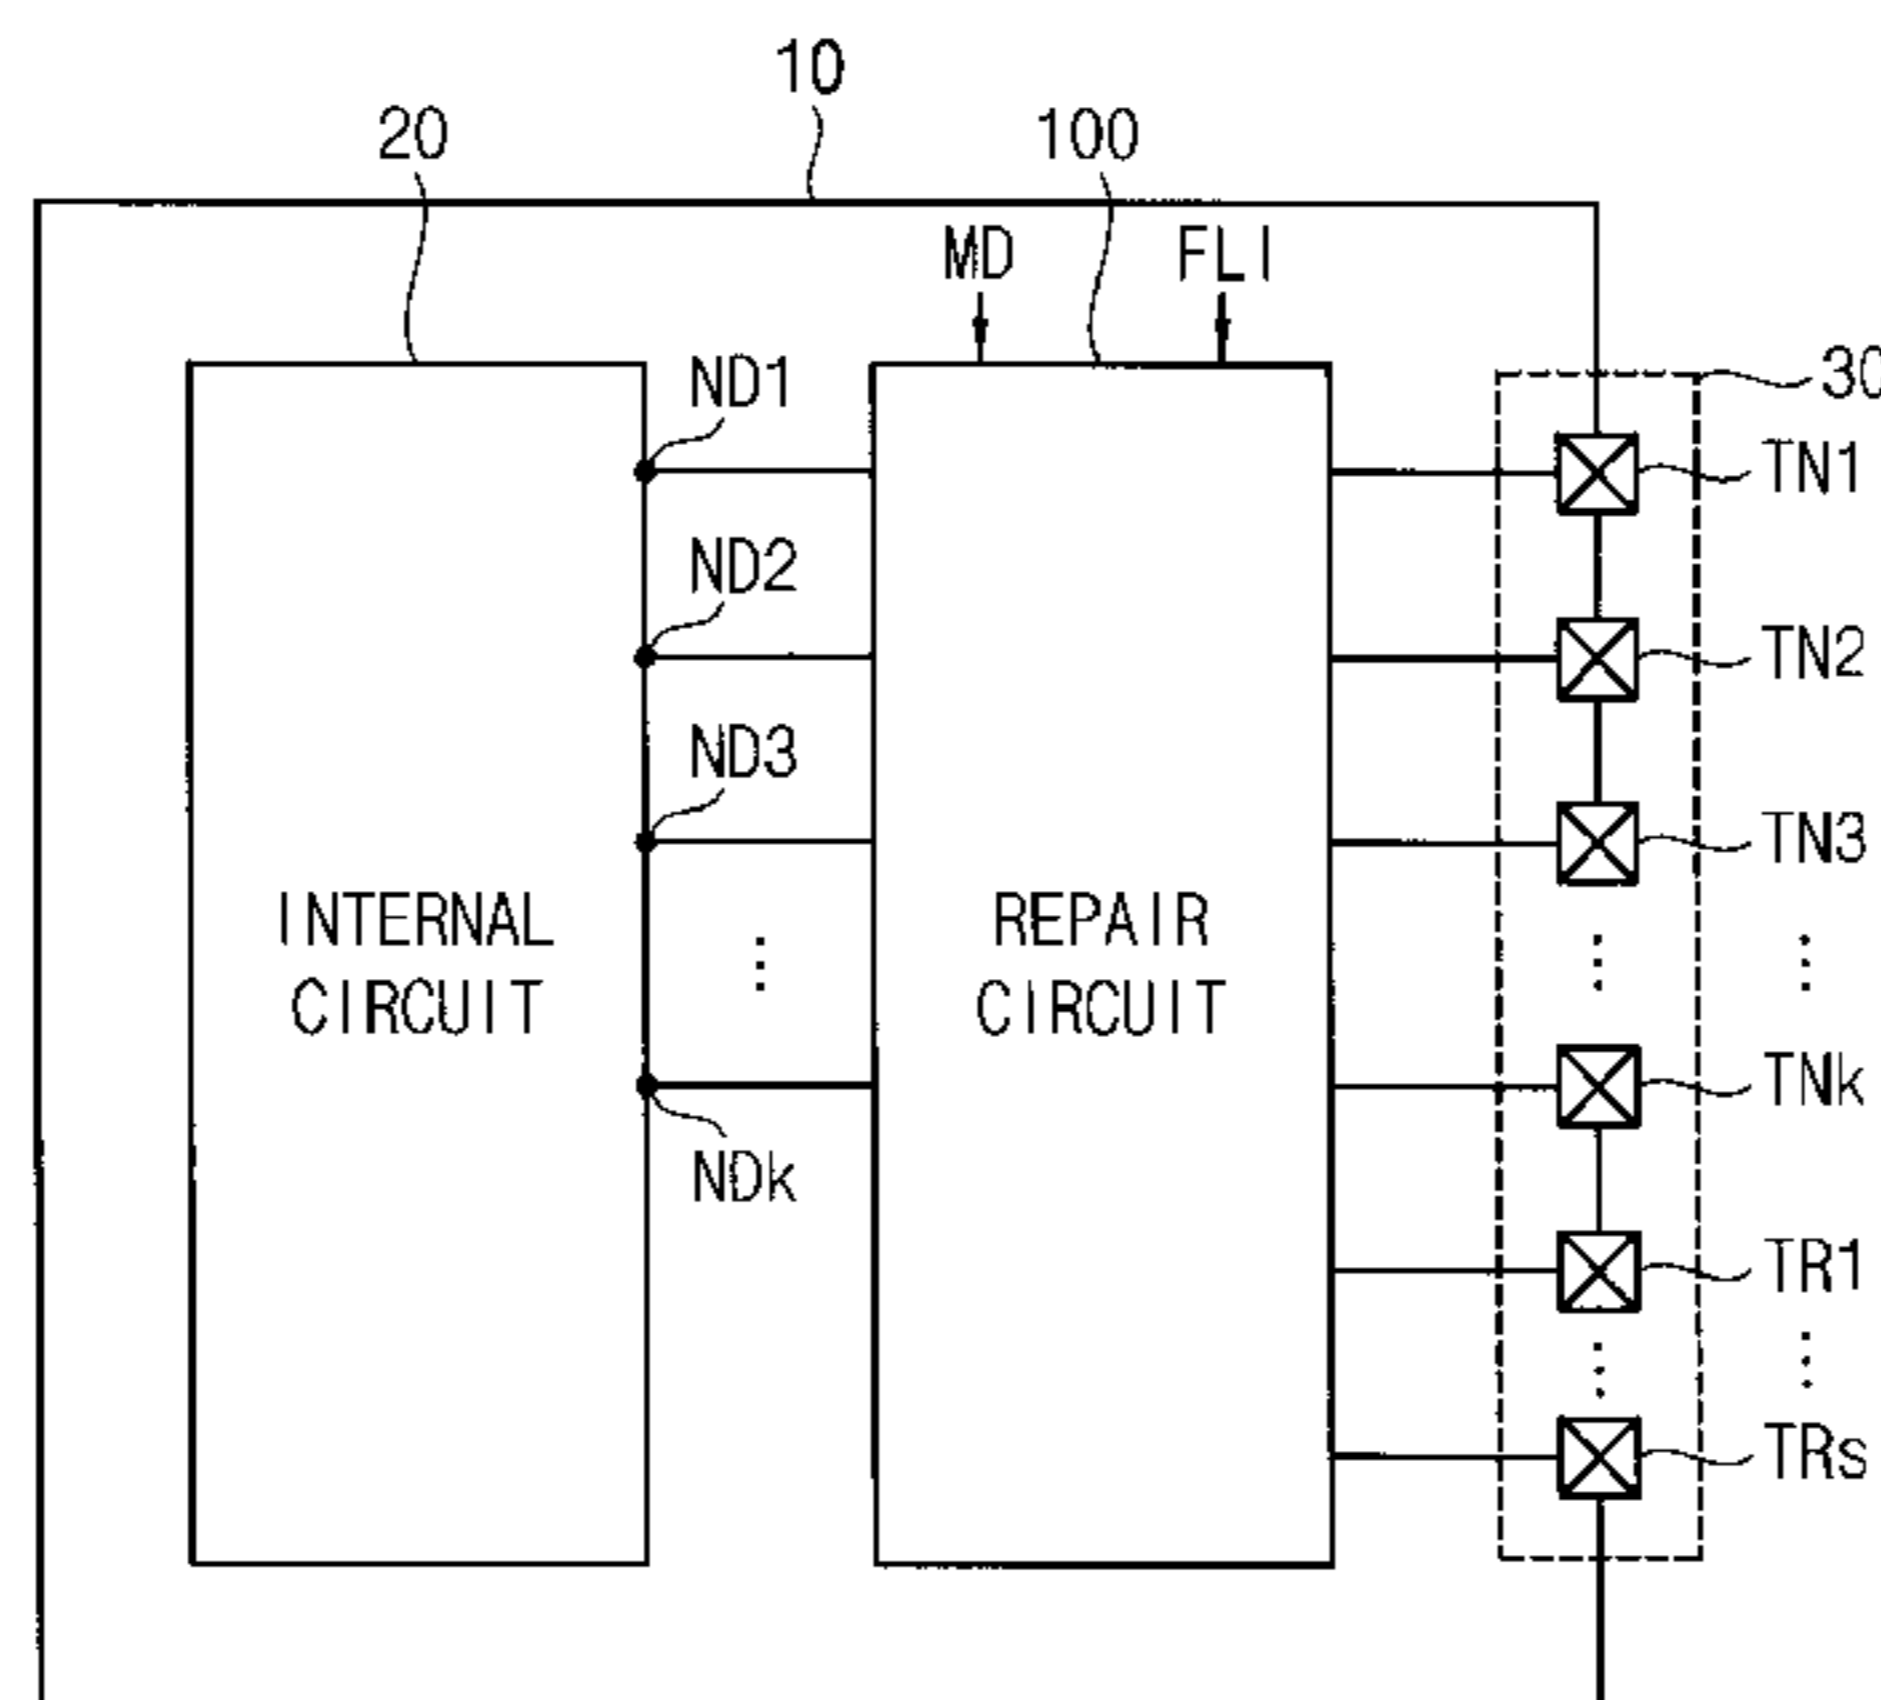 10
20
100
MD
FLI
30
ND1
TN1
ND2
TN2
ND3
TN3
INTERNAL
CIRCUIT
REPAIR
CIRCUIT
TNk
NDk
TR1
TRs